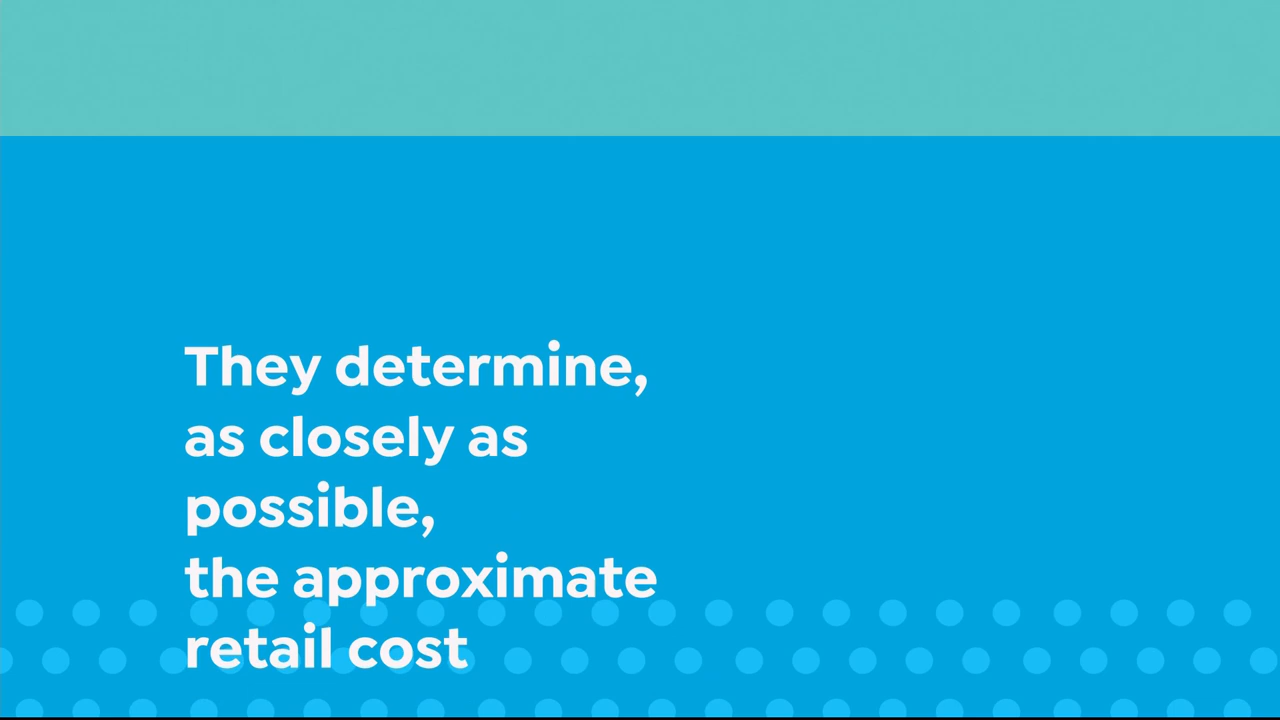 They determine,
as closely as
possible,
the approximate
retail cost